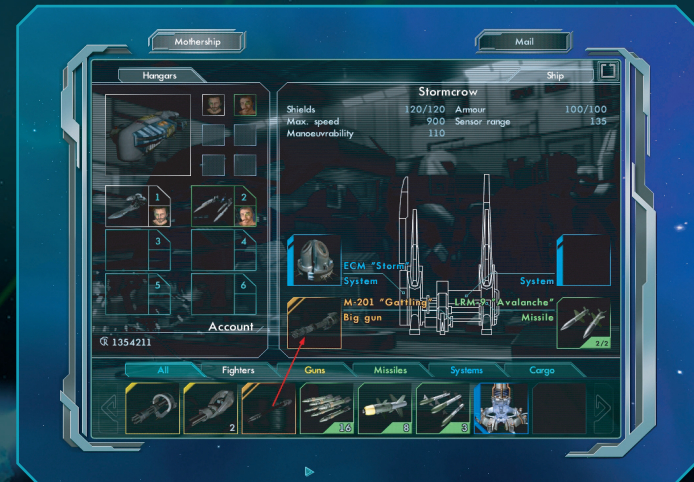 Mothership
Mail
Hangars
Ship
Stormcrow
Shields 120/120 Armour 100/100
Max. speed 900 Sensor range 135
Manoeuvrability 110
1
2
3
4
5
6
ECM "Storm"
System
System
M-201 "Gattling"
LRM-9 "Avalanche"
Big gun
Missile
2/2
Account
1354211
All
Fighters
Guns
Missiles
Systems
Cargo
2
16
8
3